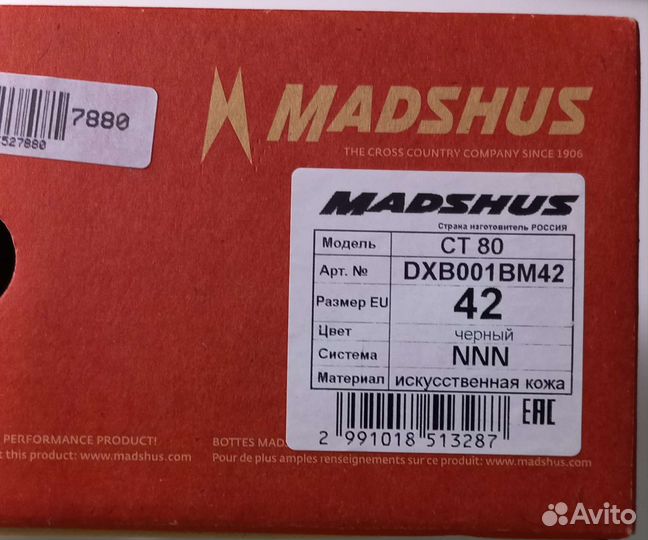 7880
527880
MADSHUS
THE CROSS COUNTRY COMPANY SINCE 1906
MADSHUS
Страна изготовитель РОССИЯ
Модель CT 80
Арт. № DXB001BM42
Размер EU 42
Цвет черный
Система NNN
Материал искусственная кожа
2 991018 513287
EAC
PERFORMANCE PRODUCT!
this product: www.madshus.com
BOTTES MAD
Pour de plus amples renseignements sur ce produit: www.madshus.com
Avito